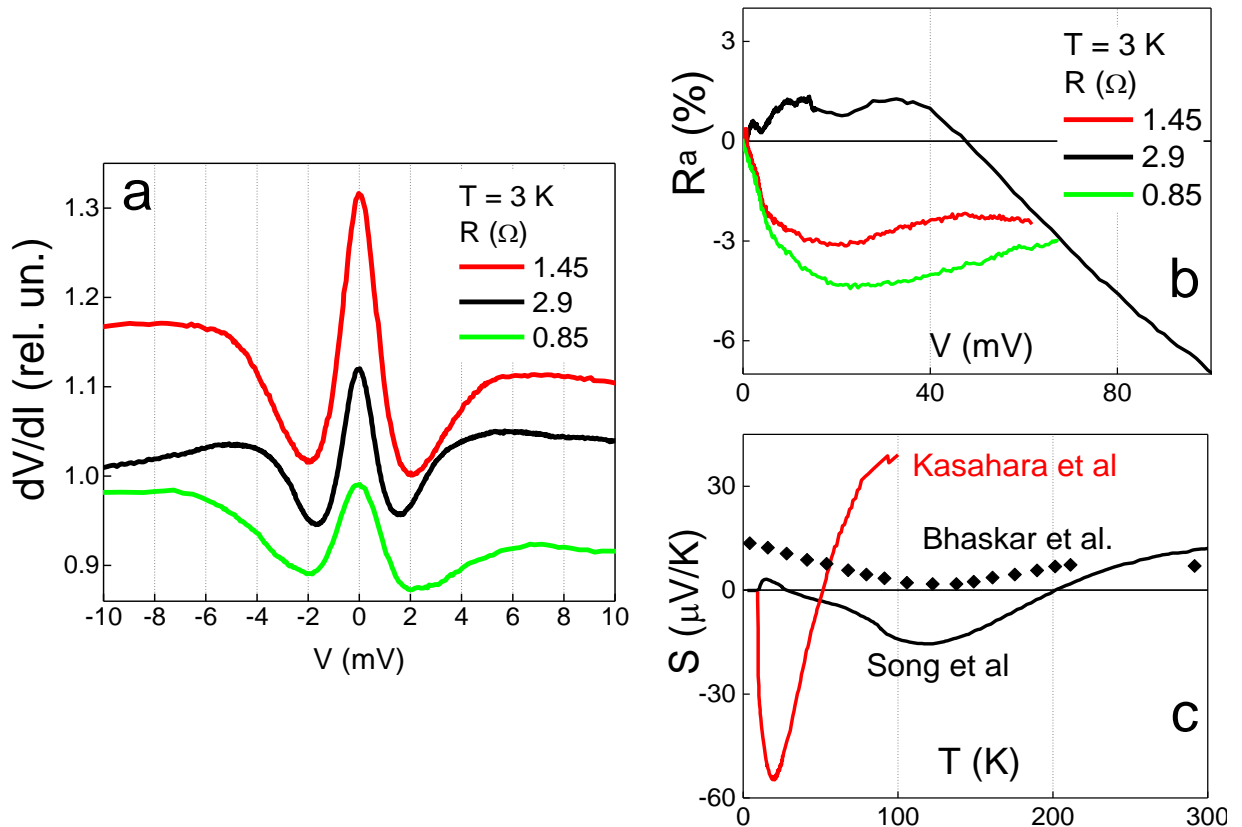 a
T = 3 K
R (Ω)
1.45
2.9
0.85
dV/dI (rel. un.)
1.3
1.2
1.1
1.0
0.9
-10 -8 -6 -4 -2 0 2 4 6 8 10
V (mV)
T = 3 K
R (Ω)
1.45
2.9
0.85
b
Ra (%)
3
0
-3
-6
V (mV)
0 40 80
Kasahara et al
Bhaskar et al.
Song et al
c
S (μV/K)
30
0
-30
-60
T (K)
0 100 200 300